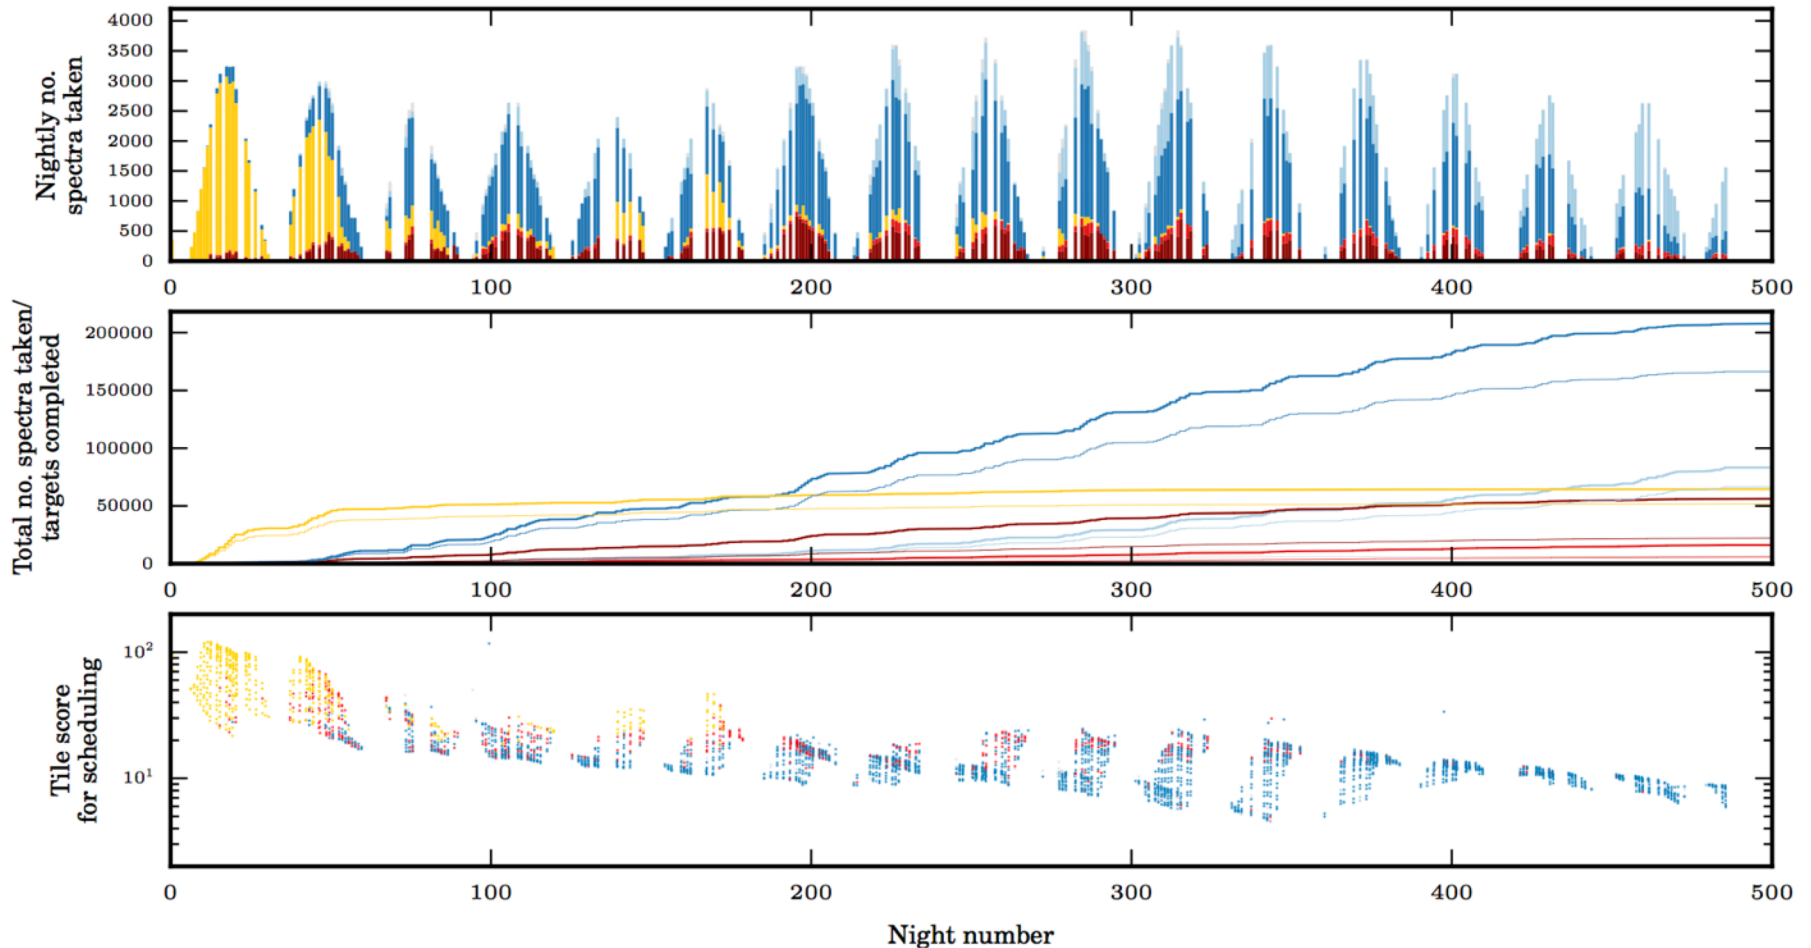 Nightly no.
spectra taken
4000
3500
3000
2500
2000
1500
1000
500
0
0 100 200 300 400 500
Total no. spectra taken/
targets completed
200000
150000
100000
50000
0
0 100 200 300 400 500
Tile score
for scheduling
10²
10¹
0 100 200 300 400 500
Night number